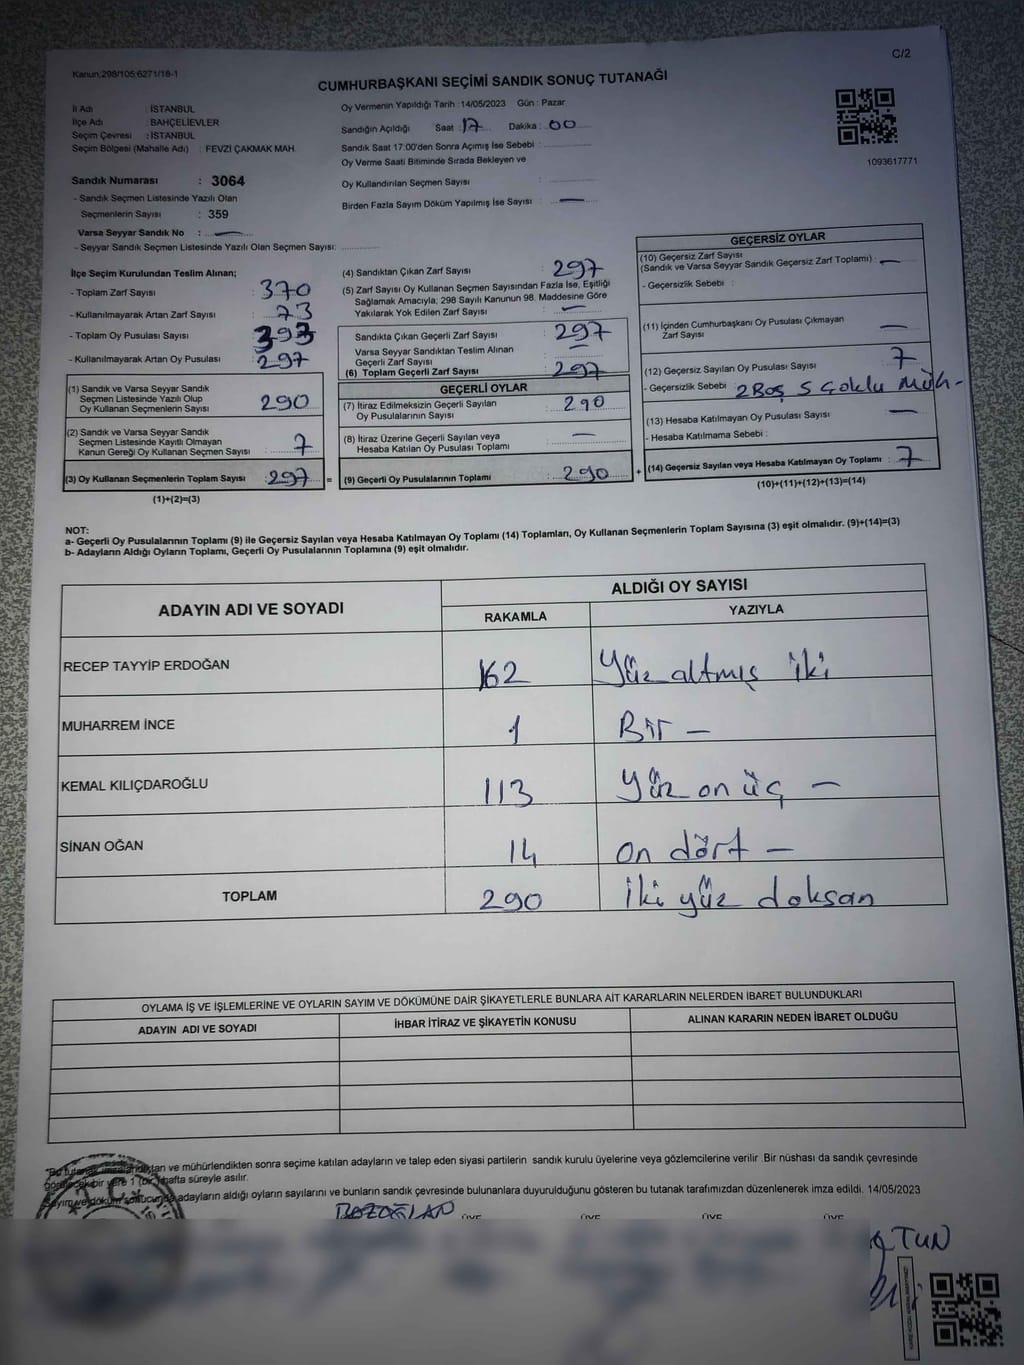 C/2
Kanun;298/105;6271/18-1
CUMHURBAŞKANI SEÇİMİ SANDIK SONUÇ TUTANAĞI
İl Adı : İSTANBUL
İlçe Adı : BAHÇELİEVLER
Seçim Çevresi : İSTANBUL
Seçim Bölgesi (Mahalle Adı) : FEVZİ ÇAKMAK MAH.
Sandık Numarası : 3064
- Sandık Seçmen Listesinde Yazılı Olan
Seçmenlerin Sayısı : 359
Varsa Seyyar Sandık No : —
- Seyyar Sandık Seçmen Listesinde Yazılı Olan Seçmen Sayısı:
Oy Vermenin Yapıldığı Tarih :14/05/2023 Gün : Pazar
Sandığın Açıldığı Saat : 17 Dakika : 00
Sandık Saat 17:00'den Sonra Açımış İse Sebebi :
Oy Verme Saati Bitiminde Sırada Bekleyen ve
Oy Kullandırılan Seçmen Sayısı :
Birden Fazla Sayım Döküm Yapılmış İse Sayısı : —
1093617771
İlçe Seçim Kurulundan Teslim Alınan;
- Toplam Zarf Sayısı : 370
- Kullanılmayarak Artan Zarf Sayısı : 73
- Toplam Oy Pusulası Sayısı : 393
- Kullanılmayarak Artan Oy Pusulası : 297
(1) Sandık ve Varsa Seyyar Sandık
Seçmen Listesinde Yazılı Olup
Oy Kullanan Seçmenlerin Sayısı : 290
(2) Sandık ve Varsa Seyyar Sandık
Seçmen Listesinde Kayıtlı Olmayan
Kanun Gereği Oy Kullanan Seçmen Sayısı : 7
(3) Oy Kullanan Seçmenlerin Toplam Sayısı : 297 =
(1)+(2)=(3)
(4) Sandıktan Çıkan Zarf Sayısı : 297
(5) Zarf Sayısı Oy Kullanan Seçmen Sayısından Fazla İse, Eşitliği
Sağlamak Amacıyla; 298 Sayılı Kanunun 98. Maddesine Göre
Yakılarak Yok Edilen Zarf Sayısı : —
Sandıkta Çıkan Geçerli Zarf Sayısı : 297
Varsa Seyyar Sandıktan Teslim Alınan
Geçerli Zarf Sayısı : —
(6) Toplam Geçerli Zarf Sayısı : 297
GEÇERLİ OYLAR
(7) İtiraz Edilmeksizin Geçerli Sayılan
Oy Pusulalarının Sayısı : 290
(8) İtiraz Üzerine Geçerli Sayılan veya
Hesaba Katılan Oy Pusulası Toplamı : —
(9) Geçerli Oy Pusulalarının Toplamı : 290 +
GEÇERSİZ OYLAR
(10) Geçersiz Zarf Sayısı
(Sandık ve Varsa Seyyar Sandık Geçersiz Zarf Toplamı) : —
- Geçersizlik Sebebi :
(11) İçinden Cumhurbaşkanı Oy Pusulası Çıkmayan
Zarf Sayısı : —
(12) Geçersiz Sayılan Oy Pusulası Sayısı : 7
- Geçersizlik Sebebi : 2 Boş 5 Çoklu Müh-
(13) Hesaba Katılmayan Oy Pusulası Sayısı : —
- Hesaba Katılmama Sebebi :
(14) Geçersiz Sayılan veya Hesaba Katılmayan Oy Toplamı : 7
(10)+(11)+(12)+(13)=(14)
NOT:
a- Geçerli Oy Pusulalarının Toplamı (9) ile Geçersiz Sayılan veya Hesaba Katılmayan Oy Toplamı (14) Toplamları, Oy Kullanan Seçmenlerin Toplam Sayısına (3) eşit olmalıdır. (9)+(14)=(3)
b- Adayların Aldığı Oyların Toplamı, Geçerli Oy Pusulalarının Toplamına (9) eşit olmalıdır.
ADAYIN ADI VE SOYADI ALDIĞI OY SAYISI
RAKAMLA YAZIYLA
RECEP TAYYİP ERDOĞAN 162 Yüz altmış iki
MUHARREM İNCE 1 Bir —
KEMAL KILIÇDAROĞLU 113 Yüz on üç —
SİNAN OĞAN 14 on dört —
TOPLAM 290 İki yüz doksan
OYLAMA İŞ VE İŞLEMLERİNE VE OYLARIN SAYIM VE DÖKÜMÜNE DAİR ŞİKAYETLERLE BUNLARA AİT KARARLARIN NELERDEN İBARET BULUNDUKLARI
ADAYIN ADI VE SOYADI İHBAR İTİRAZ VE ŞİKAYETİN KONUSU ALINAN KARARIN NEDEN İBARET OLDUĞU
"Bu tutanak imzalandıktan ve mühürlendikten sonra seçime katılan adayların ve talep eden siyasi partilerin sandık kurulu üyelerine veya gözlemcilerine verilir .Bir nüshası da sandık çevresinde
görülecek bir yere 1 (bir) hafta süreyle asılır.
Sayım ve döküm sonucunda adayların aldığı oyların sayılarını ve bunların sandık çevresinde bulunanlara duyurulduğunu gösteren bu tutanak tarafımızdan düzenlenerek imza edildi. 14/05/2023
ÜYE ÜYE ÜYE ÜYE
TUN